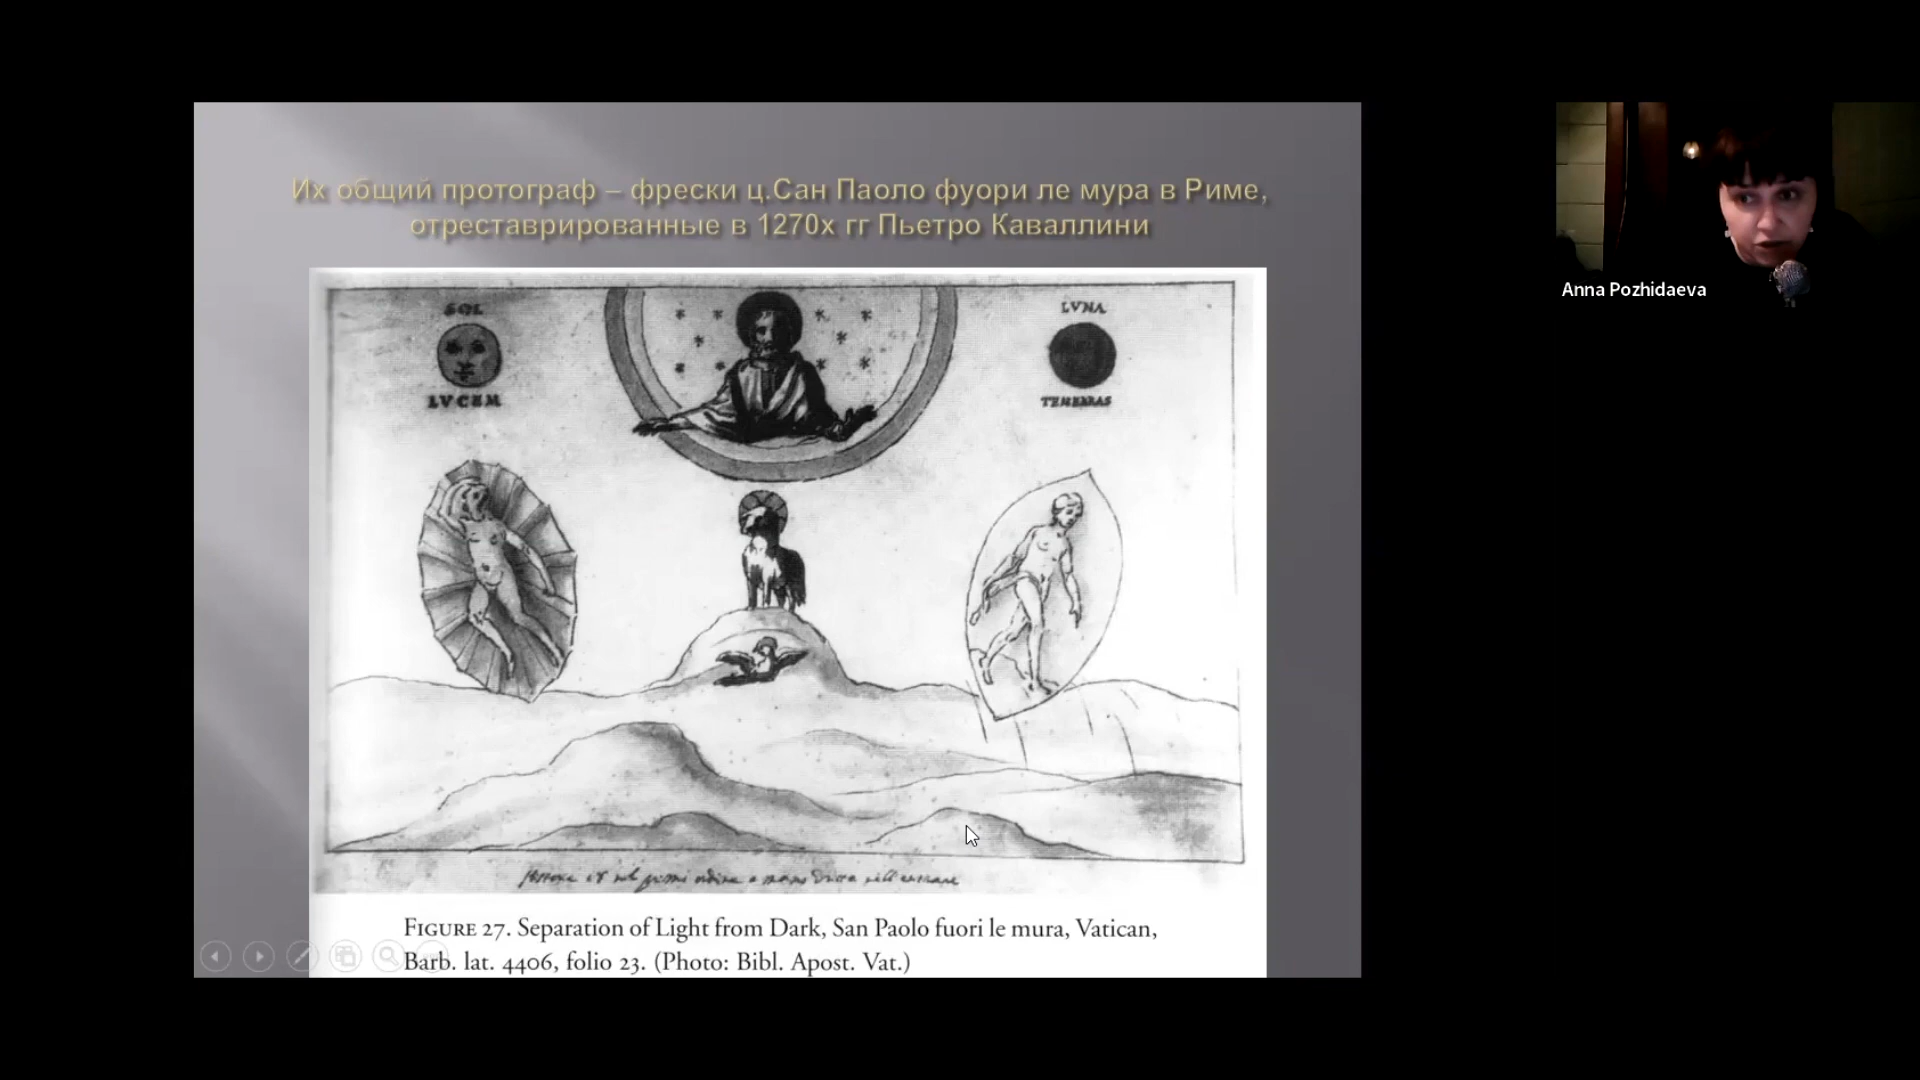 Их общий протограф – фрески ц.Сан Паоло фуори ле мура в Риме,
отреставрированные в 1270х гг Пьетро Каваллини
SOL
LVNA
LVCEM
TENEBRAS
FIGURE 27. Separation of Light from Dark, San Paolo fuori le mura, Vatican,
Barb. lat. 4406, folio 23. (Photo: Bibl. Apost. Vat.)
Anna Pozhidaeva